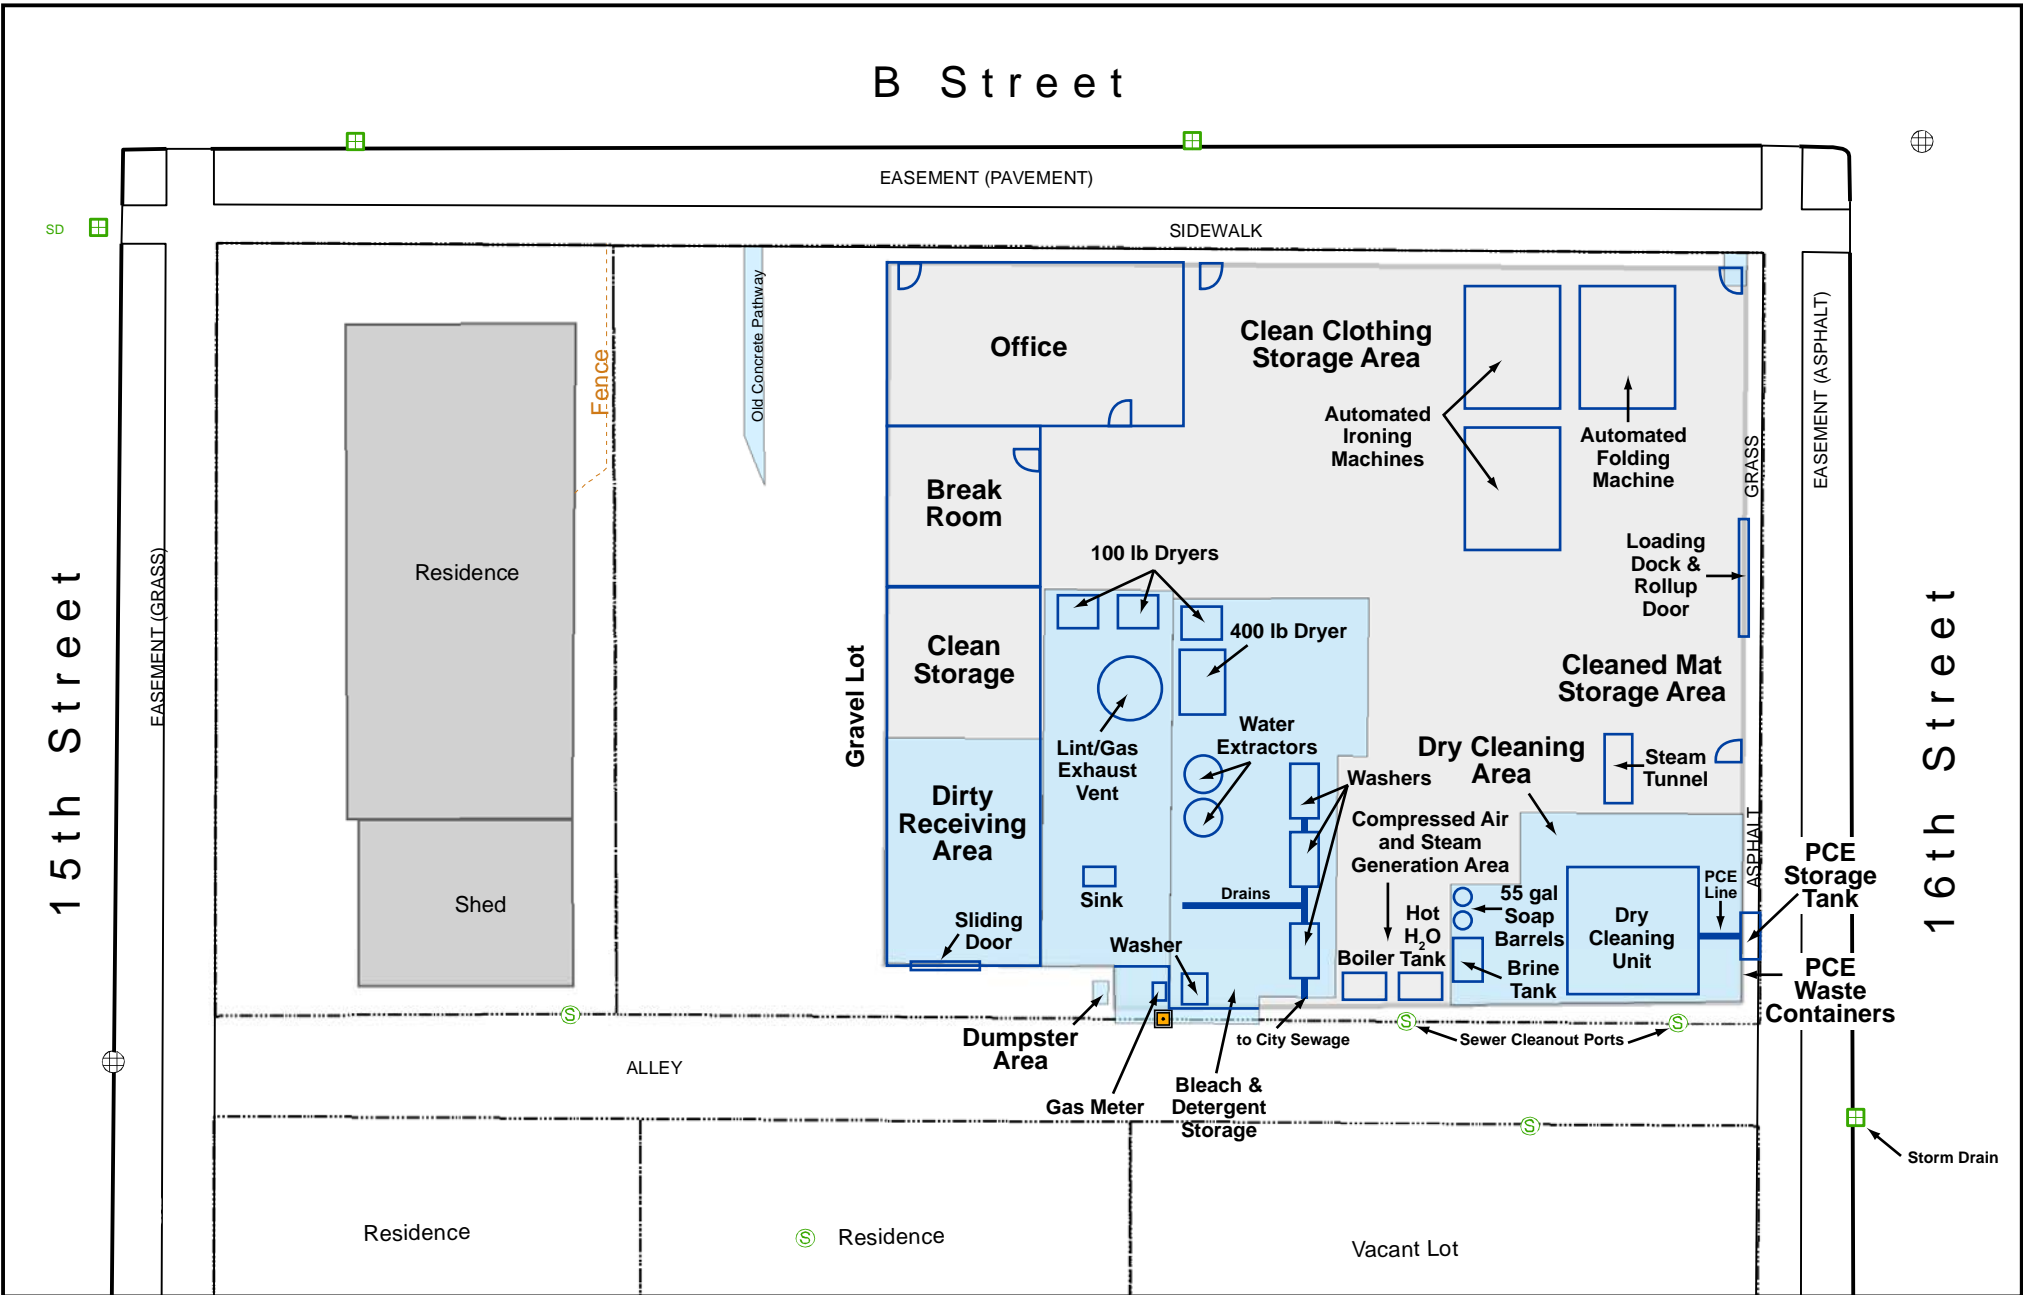 B Street
EASEMENT (PAVEMENT)
SD
SIDEWALK
Old Concrete Pathway
Fence
Office
Clean Clothing
Storage Area
Automated
Ironing
Machines
Automated
Folding
Machine
GRASS
EASEMENT (ASPHALT)
Break
Room
Residence
15th Street
EASEMENT (GRASS)
100 lb Dryers
Loading
Dock &
Rollup
Door
16th Street
Gravel Lot
Clean
Storage
400 lb Dryer
Cleaned Mat
Storage Area
Lint/Gas
Exhaust
Vent
Water
Extractors
Washers
Dry Cleaning
Area
Steam
Tunnel
Dirty
Receiving
Area
Compressed Air
and Steam
Generation Area
ASPHALT
PCE
Storage
Tank
Shed
Sink
Drains
55 gal
Soap
Barrels
PCE
Line
Dry
Cleaning
Unit
Sliding
Door
Washer
Hot
H2O
Tank
Boiler
Brine
Tank
PCE
Waste
Containers
S
S
S
Dumpster
Area
to City Sewage
Sewer Cleanout Ports
ALLEY
Gas Meter
Bleach &
Detergent
Storage
S
Storm Drain
Residence
S
Residence
Vacant Lot